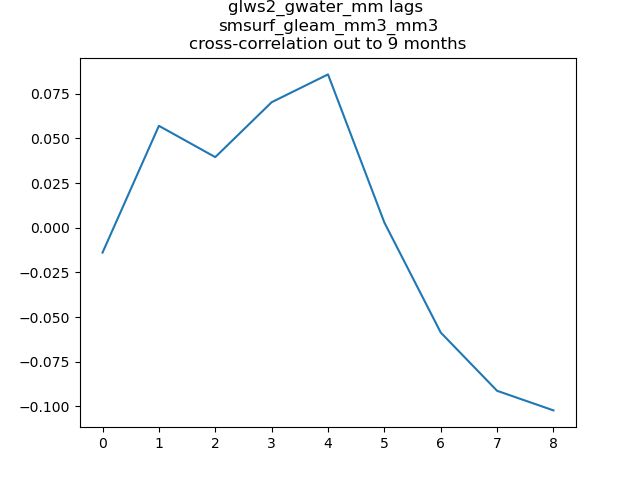 glws2_gwater_mm lags
smsurf_gleam_mm3_mm3
cross-correlation out to 9 months
0.075
0.050
0.025
0.000
−0.025
−0.050
−0.075
−0.100
0 1 2 3 4 5 6 7 8